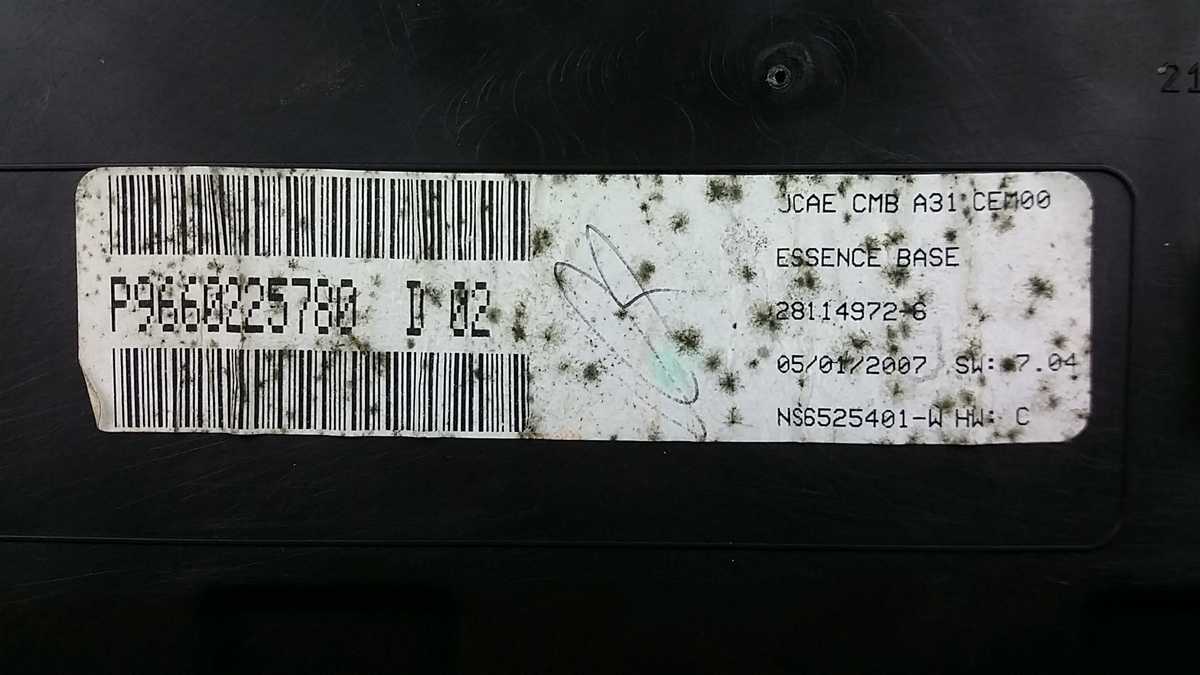 P9660225780 D 02
JCAE CMB A31 CEM00
ESSENCE BASE
28114972-6
05/01/2007 SW: 7.04
NS6525401-W HW: C
21